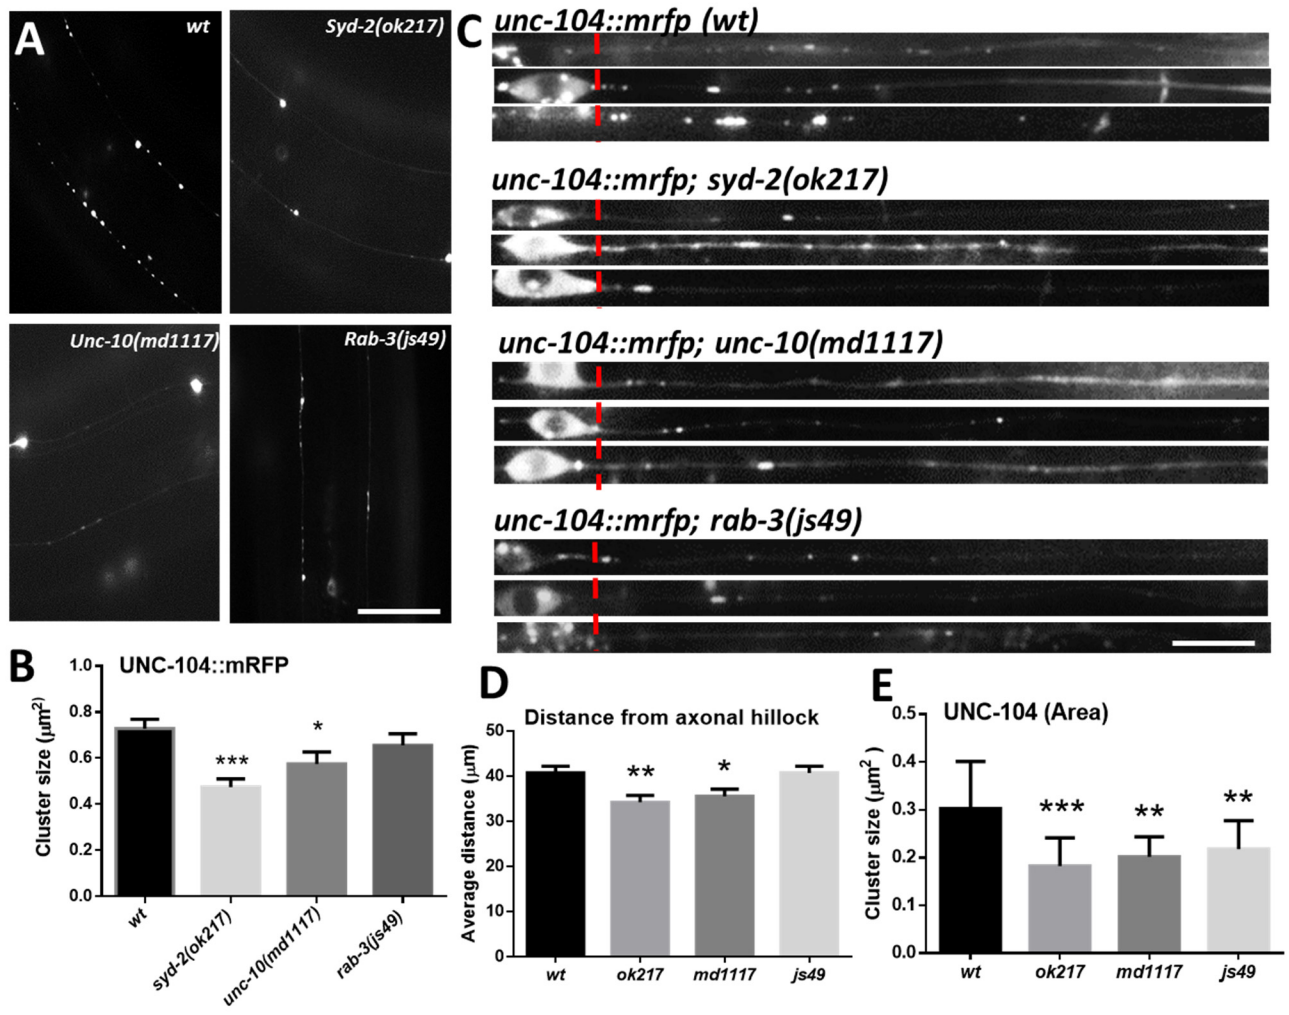 A
wt
Syd-2(ok217)
Unc-10(md1117)
Rab-3(js49)
C
unc-104::mrfp (wt)
unc-104::mrfp; syd-2(ok217)
unc-104::mrfp; unc-10(md1117)
unc-104::mrfp; rab-3(js49)
B
UNC-104::mRFP
Cluster size (µm²)
1.0
0.8
0.6
0.4
0.2
0.0
***
*
wt
syd-2(ok217)
unc-10(md1117)
rab-3(js49)
D
Distance from axonal hillock
Average distance (µm)
50
40
30
20
10
0
**
*
wt
ok217
md1117
js49
E
UNC-104 (Area)
Cluster size (µm²)
0.5
0.4
0.3
0.2
0.1
0.0
***
**
**
wt
ok217
md1117
js49